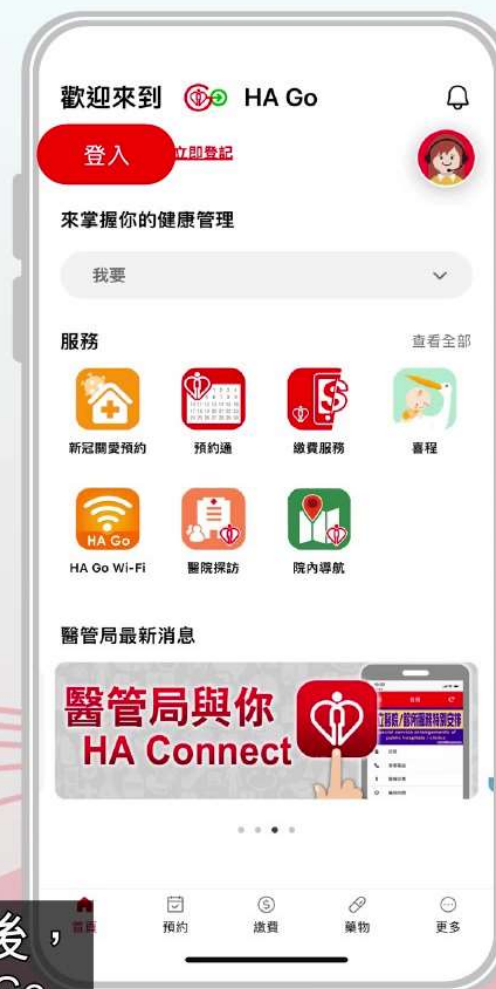 歡迎來到 HA Go
登入 立即登記
來掌握你的健康管理
我要
服務 查看全部
新冠關愛預約 預約通 繳費服務 喜程
HA Go
HA Go Wi-Fi 醫院探訪 院內導航
醫管局最新消息
醫管局與你
HA Connect
首頁 預約 繳費 藥物 更多
後，
Go